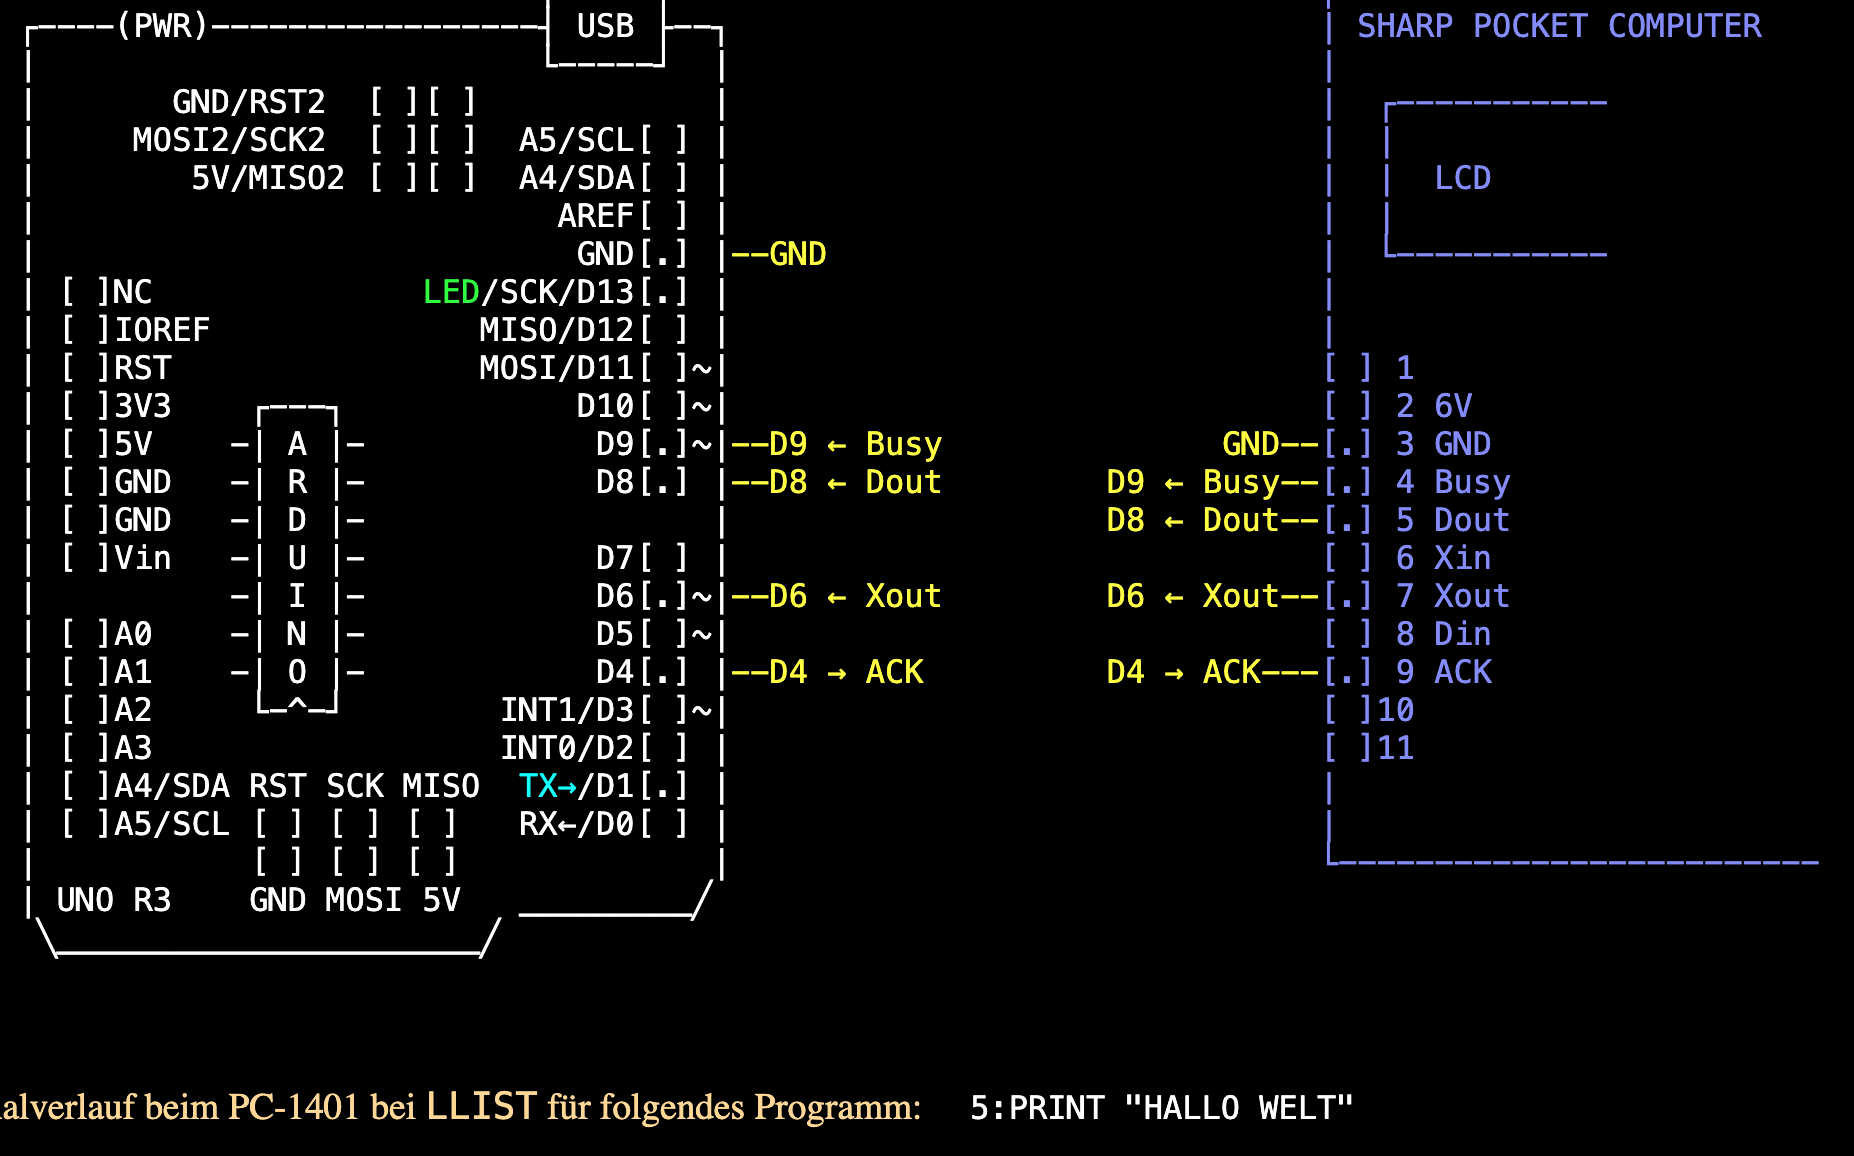 (PWR) USB SHARP POCKET COMPUTER
GND/RST2 [ ][ ]
MOSI2/SCK2 [ ][ ] A5/SCL[ ]
5V/MISO2 [ ][ ] A4/SDA[ ] LCD
AREF[ ]
GND[.] --GND
[ ]NC LED/SCK/D13[.]
[ ]IOREF MISO/D12[ ]
[ ]RST MOSI/D11[ ]~ [ ] 1
[ ]3V3 D10[ ]~ [ ] 2 6V
[ ]5V -| A |- D9[.]~ --D9 ← Busy GND--[.] 3 GND
[ ]GND -| R |- D8[.] --D8 ← Dout D9 ← Busy--[.] 4 Busy
[ ]GND -| D |- D8 ← Dout--[.] 5 Dout
[ ]Vin -| U |- D7[ ] [ ] 6 Xin
-| I |- D6[.]~ --D6 ← Xout D6 ← Xout--[.] 7 Xout
[ ]A0 -| N |- D5[ ]~ [ ] 8 Din
[ ]A1 -| O |- D4[.] --D4 → ACK D4 → ACK---[.] 9 ACK
[ ]A2 ^ INT1/D3[ ]~ [ ]10
[ ]A3 INT0/D2[ ] [ ]11
[ ]A4/SDA RST SCK MISO TX→/D1[.]
[ ]A5/SCL [ ] [ ] [ ] RX←/D0[ ]
[ ] [ ] [ ]
UNO R3 GND MOSI 5V
alverlauf beim PC-1401 bei LLIST für folgendes Programm: 5:PRINT "HALLO WELT"